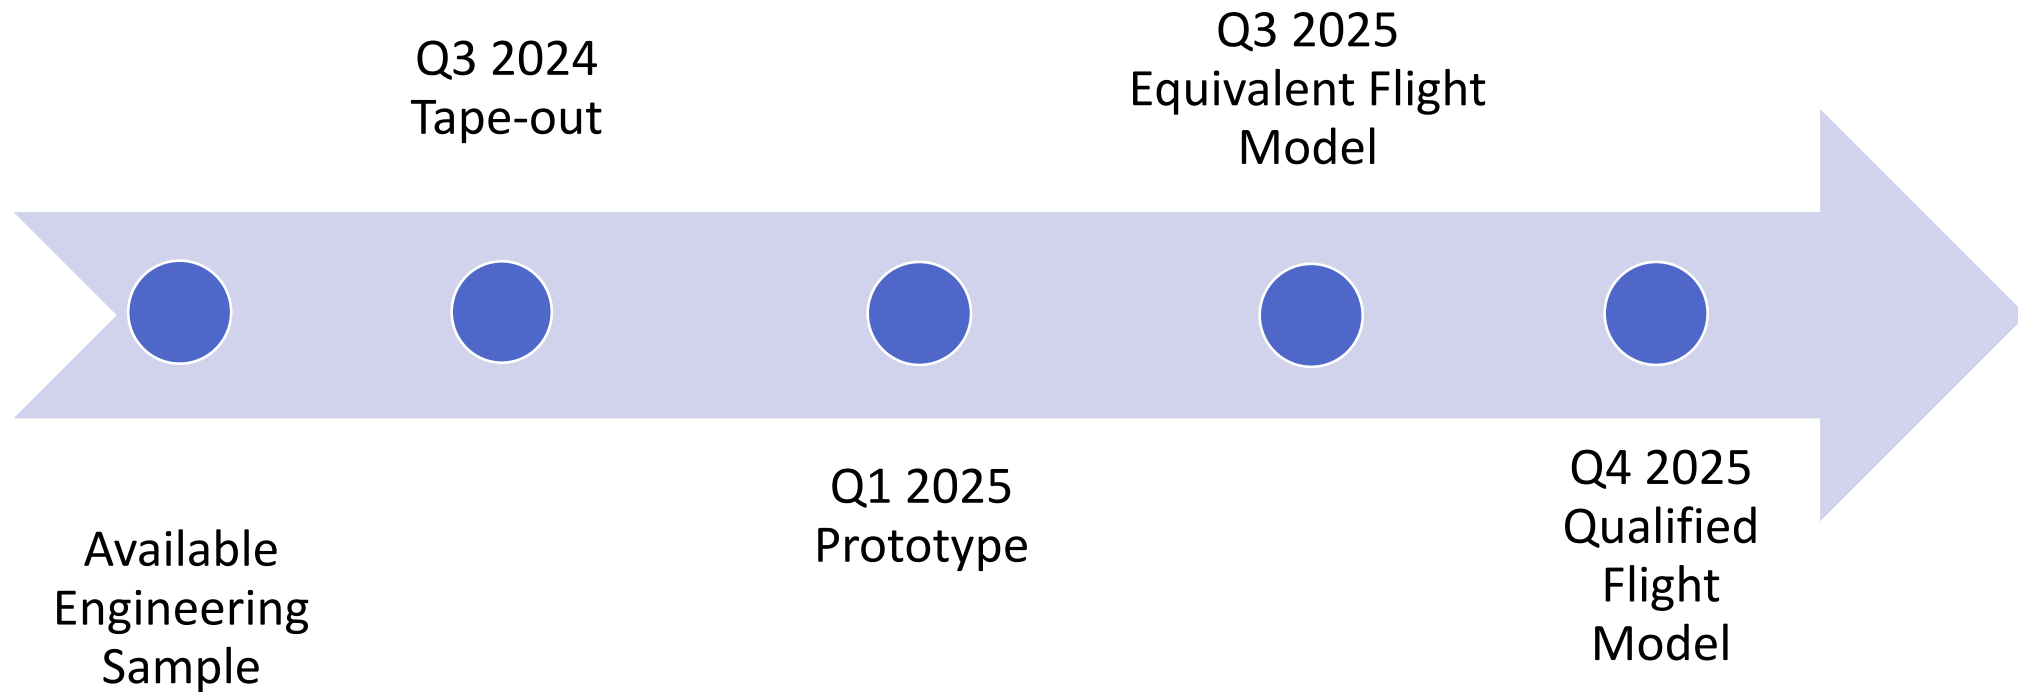 Available
Engineering
Sample
Q3 2024
Tape-out
Q1 2025
Prototype
Q3 2025
Equivalent Flight
Model
Q4 2025
Qualified
Flight
Model